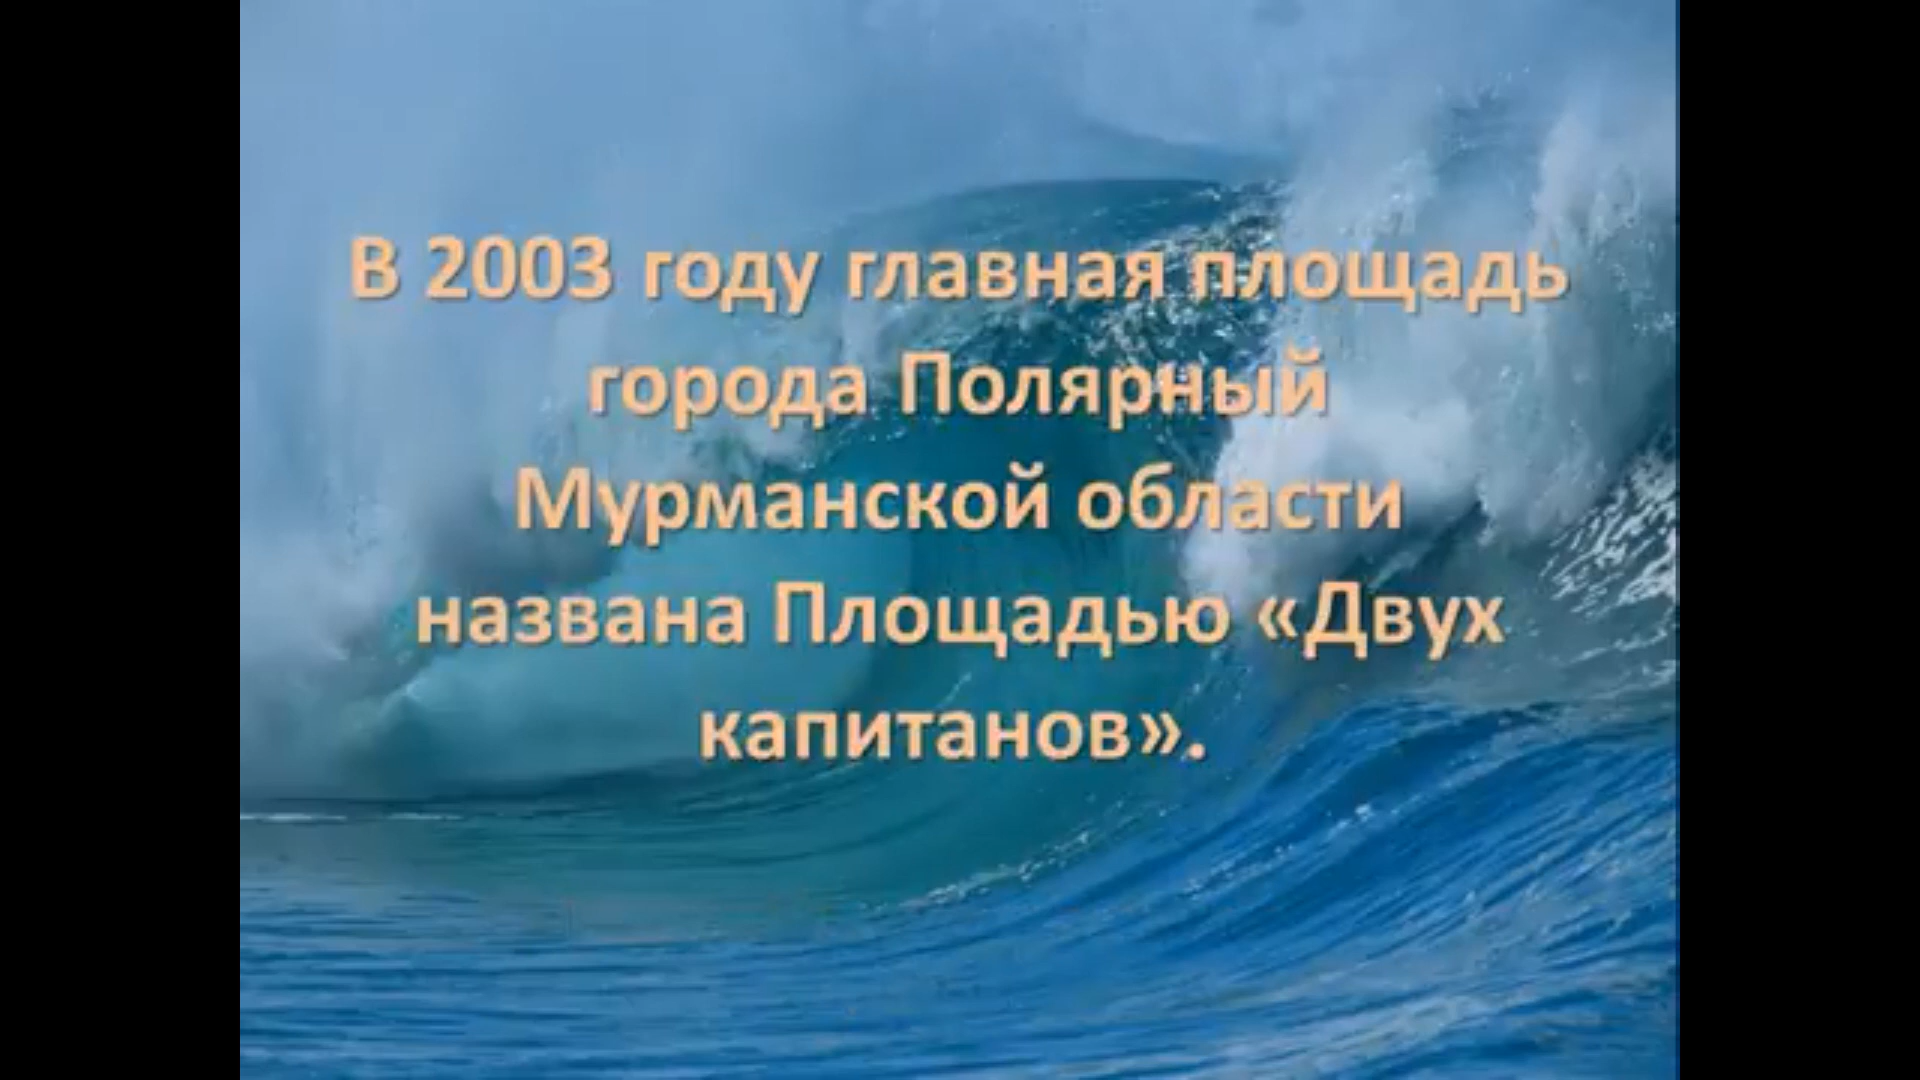 В 2003 году главная площадь
города Полярный
Мурманской области
названа Площадью «Двух
капитанов».